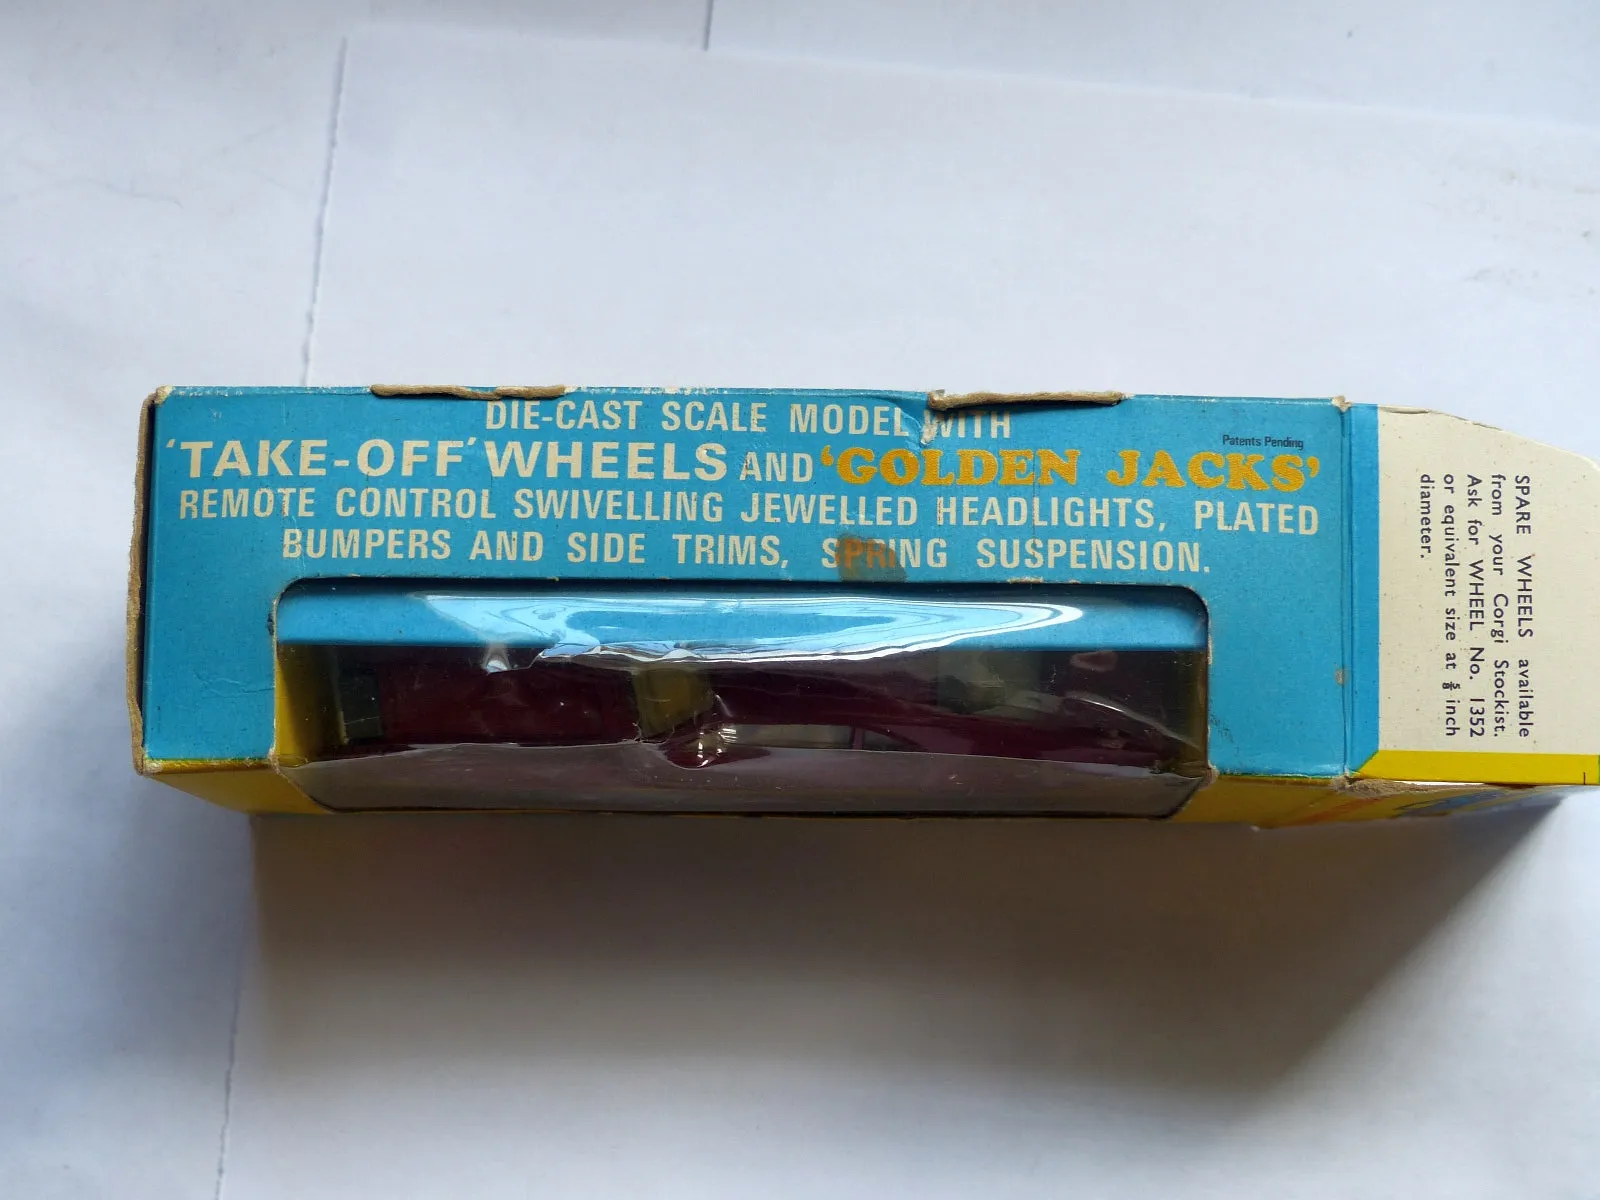 DIE-CAST SCALE MODEL WITH
Patents Pending
'TAKE-OFF' WHEELS AND 'GOLDEN JACKS'
REMOTE CONTROL SWIVELLING JEWELLED HEADLIGHTS, PLATED
BUMPERS AND SIDE TRIMS, SPRING SUSPENSION.
SPARE WHEELS available
from your Corgi Stockist.
Ask for WHEEL No. 1352
or equivalent size at ⅝ inch
diameter.